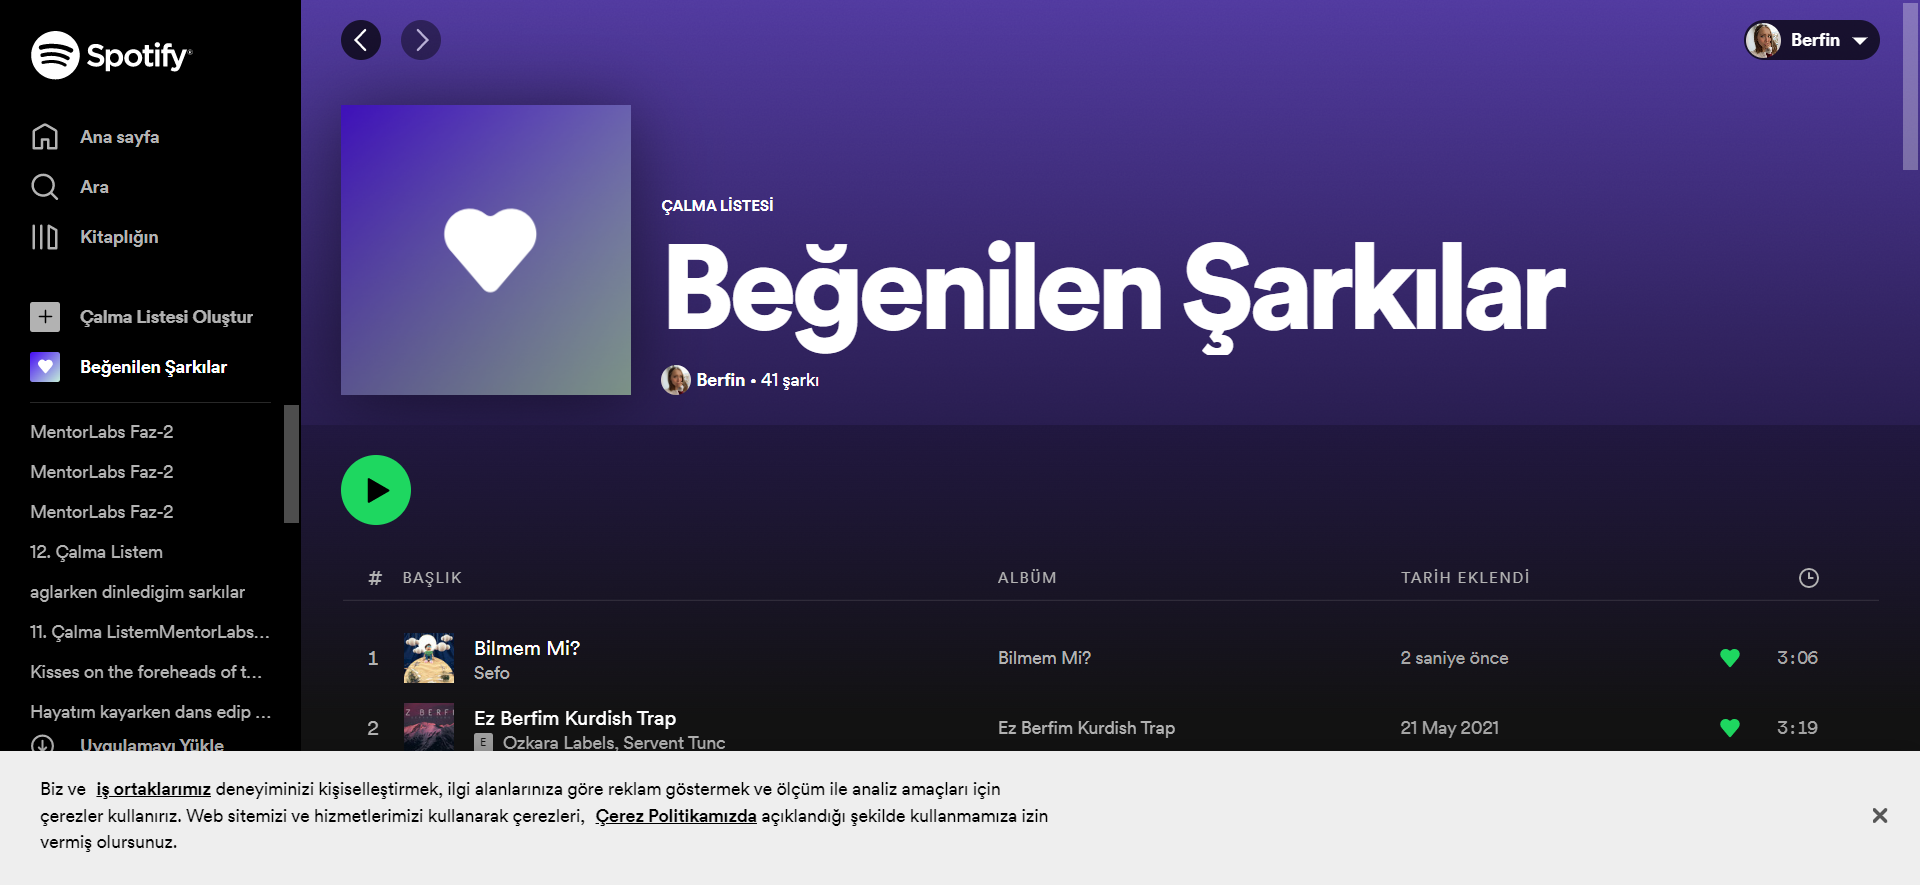 Spotify
Berfin
Ana sayfa
Ara
Kitaplığın
Çalma Listesi Oluştur
Beğenilen Şarkılar
MentorLabs Faz-2
MentorLabs Faz-2
MentorLabs Faz-2
12. Çalma Listem
aglarken dinledigim sarkılar
11. Çalma ListemMentorLabs...
Kisses on the foreheads of t...
Hayatım kayarken dans edip ...
Uygulamayı Yükle
ÇALMA LİSTESİ
Beğenilen Şarkılar
Berfin • 41 şarkı
# BAŞLIK ALBÜM TARİH EKLENDİ
1 Bilmem Mi? Bilmem Mi? 2 saniye önce 3:06
Sefo
2 Ez Berfim Kurdish Trap Ez Berfim Kurdish Trap 21 May 2021 3:19
E Ozkara Labels, Servent Tunc
Biz ve iş ortaklarımız deneyiminizi kişiselleştirmek, ilgi alanlarınıza göre reklam göstermek ve ölçüm ile analiz amaçları için
çerezler kullanırız. Web sitemizi ve hizmetlerimizi kullanarak çerezleri, Çerez Politikamızda açıklandığı şekilde kullanmamıza izin
vermiş olursunuz.